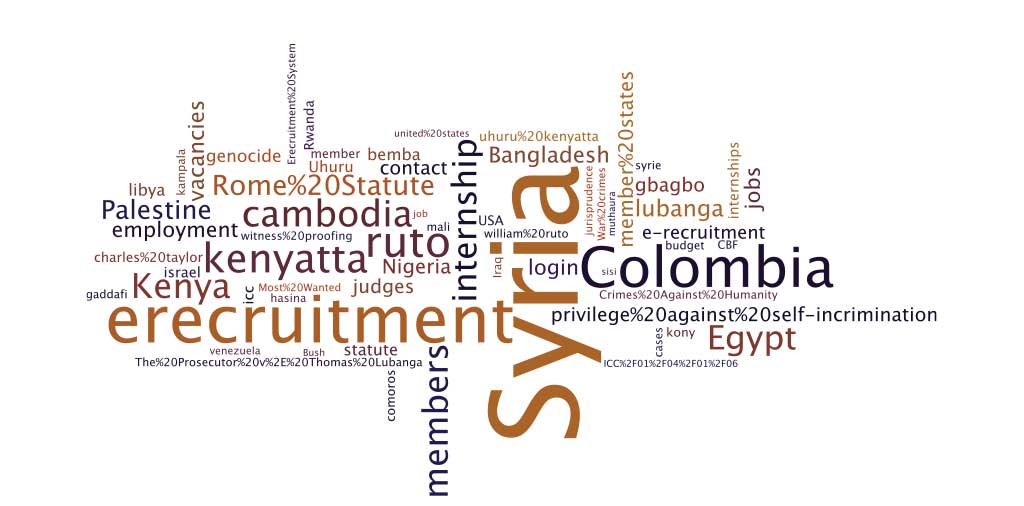 Erecruitment%20System
Rwanda
kampala
vacancies
united%20states
uhuru%20kenyatta
member%20states
genocide
member
bemba
Uhuru
contact
internship
Bangladesh
syrie
internships
jobs
libya
Rome%20Statute
jurisprudence
War%20crimes
muthaura
gbagbo
Palestine
cambodia
job
USA
lubanga
employment
witness%20proofing
ruto
mali
william%20ruto
e-recruitment
budget
CBF
charles%20taylor
israel
kenyatta
Nigeria
Iraq
login
sisi
Colombia
gaddafi
Kenya
icc
Most%20Wanted
hasina
judges
Crimes%20Against%20Humanity
erecruitment
Syria
privilege%20against%20self-incrimination
cases
kony
Egypt
venezuela
Bush
statute
The%20Prosecutor%20v%2E%20Thomas%20Lubanga
ICC%2F01%2F04%2F01%2F06
comoros
members